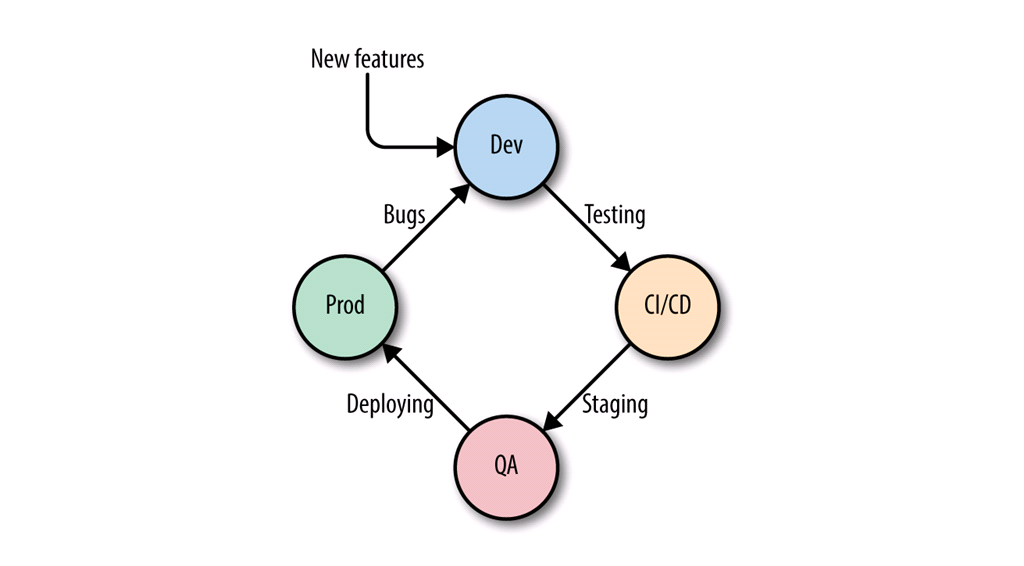 New features
Dev
Bugs
Testing
Prod
CI/CD
Deploying
Staging
QA